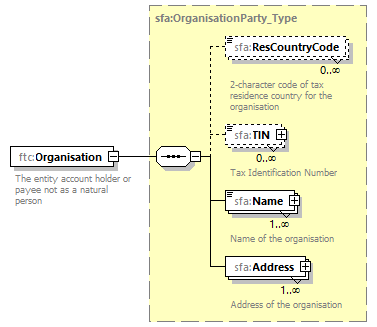 sfa:OrganisationParty_Type
sfa:ResCountryCode
0..∞
2-character code of tax
residence country for the
organisation
sfa:TIN
0..∞
Tax Identification Number
ftc:Organisation
The entity account holder or
payee not as a natural
person
sfa:Name
1..∞
Name of the organisation
sfa:Address
1..∞
Address of the organisation